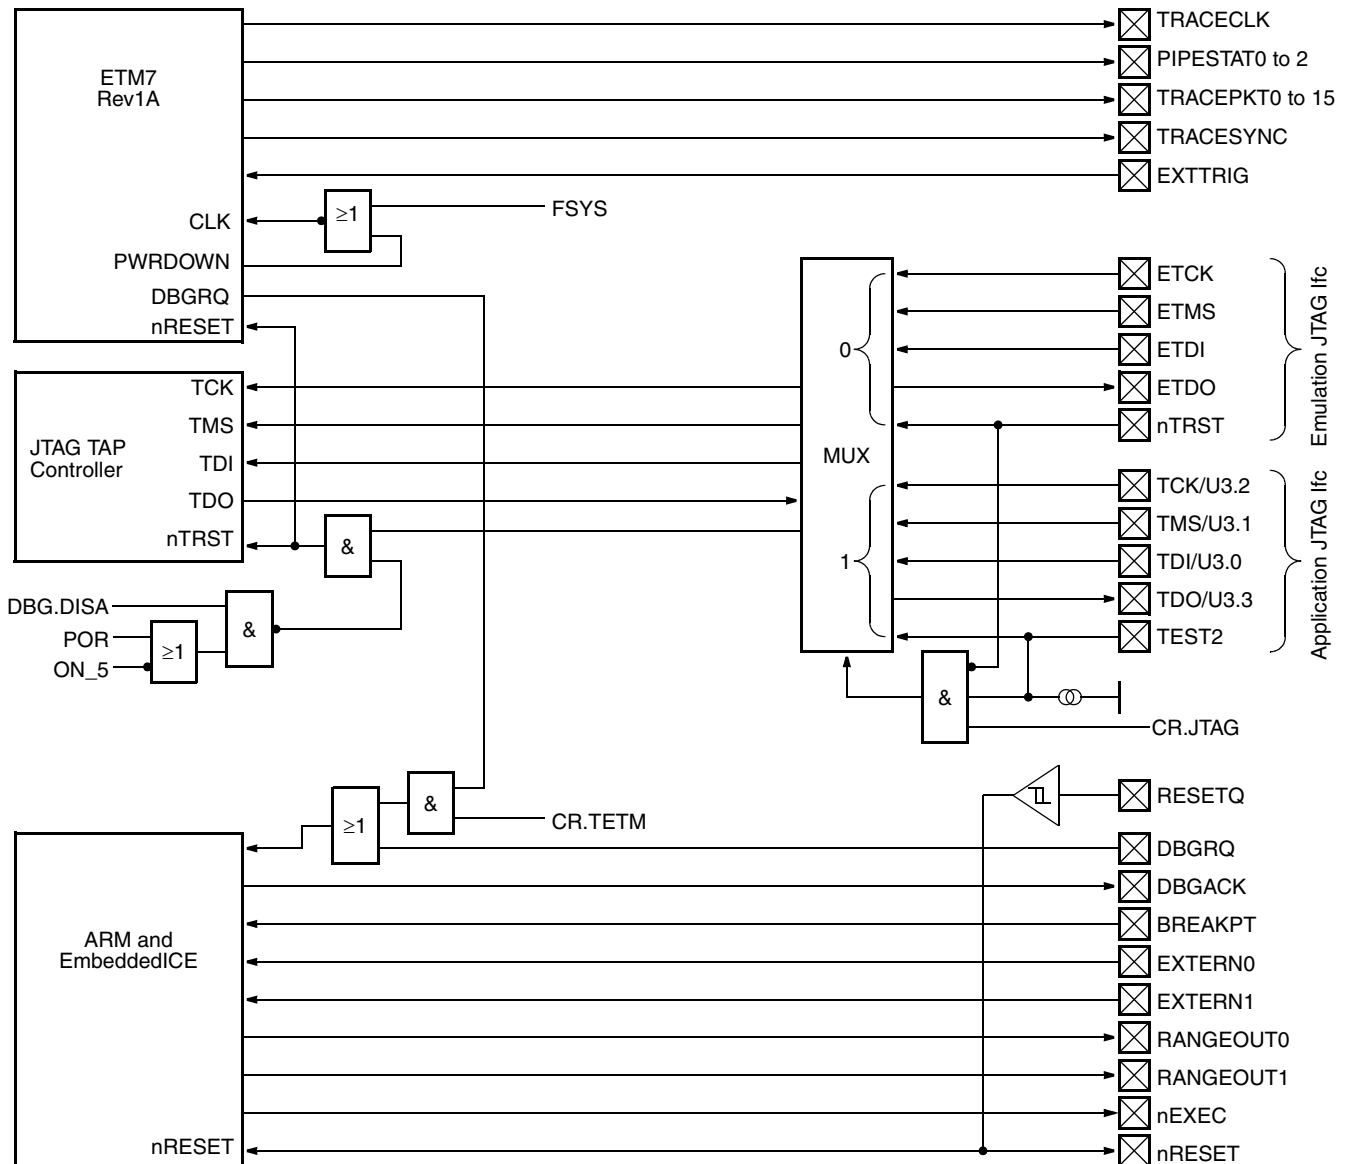 TRACECLK
ETM7
Rev1A
PIPESTAT0 to 2
TRACEPKT0 to 15
TRACESYNC
EXTTRIG
CLK
≥1
FSYS
PWRDOWN
DBGRQ
nRESET
MUX
0
1
ETCK
ETMS
ETDI
ETDO
nTRST
Emulation JTAG Ifc
JTAG TAP
Controller
TCK
TMS
TDI
TDO
nTRST
&
TCK/U3.2
TMS/U3.1
TDI/U3.0
TDO/U3.3
TEST2
Application JTAG Ifc
DBG.DISA
POR
ON_5
≥1
&
&
CR.JTAG
&
≥1
CR.TETM
RESETQ
DBGRQ
DBGACK
ARM and
EmbeddedICE
BREAKPT
EXTERN0
EXTERN1
RANGEOUT0
RANGEOUT1
nEXEC
nRESET
nRESET